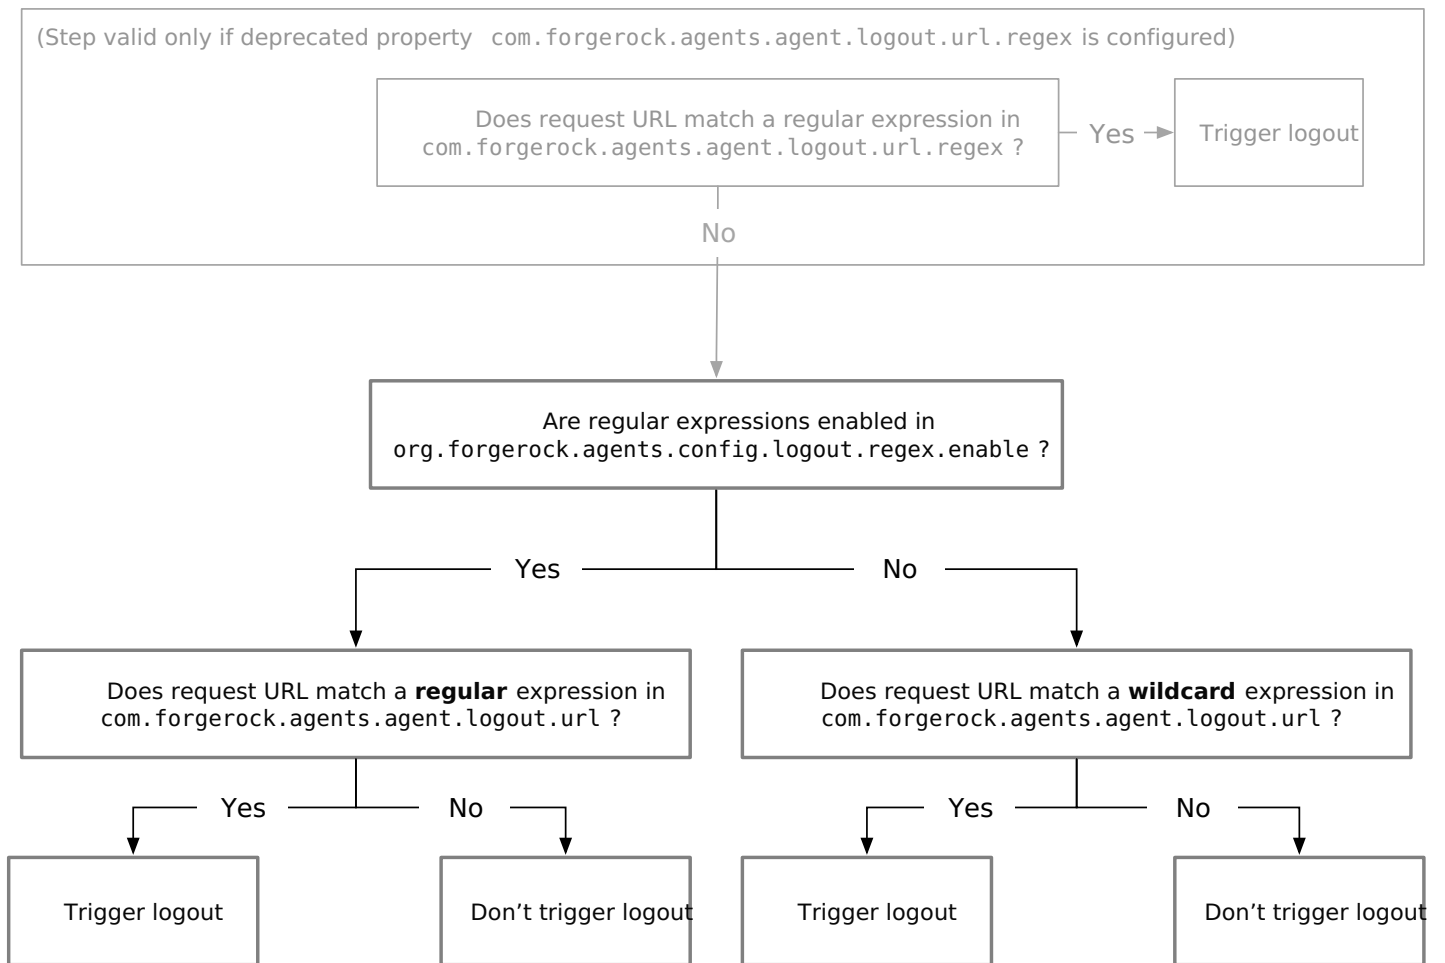 (Step valid only if deprecated property com.forgerock.agents.agent.logout.url.regex is configured)
Does request URL match a regular expression in
com.forgerock.agents.agent.logout.url.regex ?
Yes
Trigger logout
No
Are regular expressions enabled in
org.forgerock.agents.config.logout.regex.enable ?
Yes
No
Does request URL match a regular expression in
com.forgerock.agents.agent.logout.url ?
Does request URL match a wildcard expression in
com.forgerock.agents.agent.logout.url ?
Yes
No
Yes
No
Trigger logout
Don’t trigger logout
Trigger logout
Don’t trigger logout